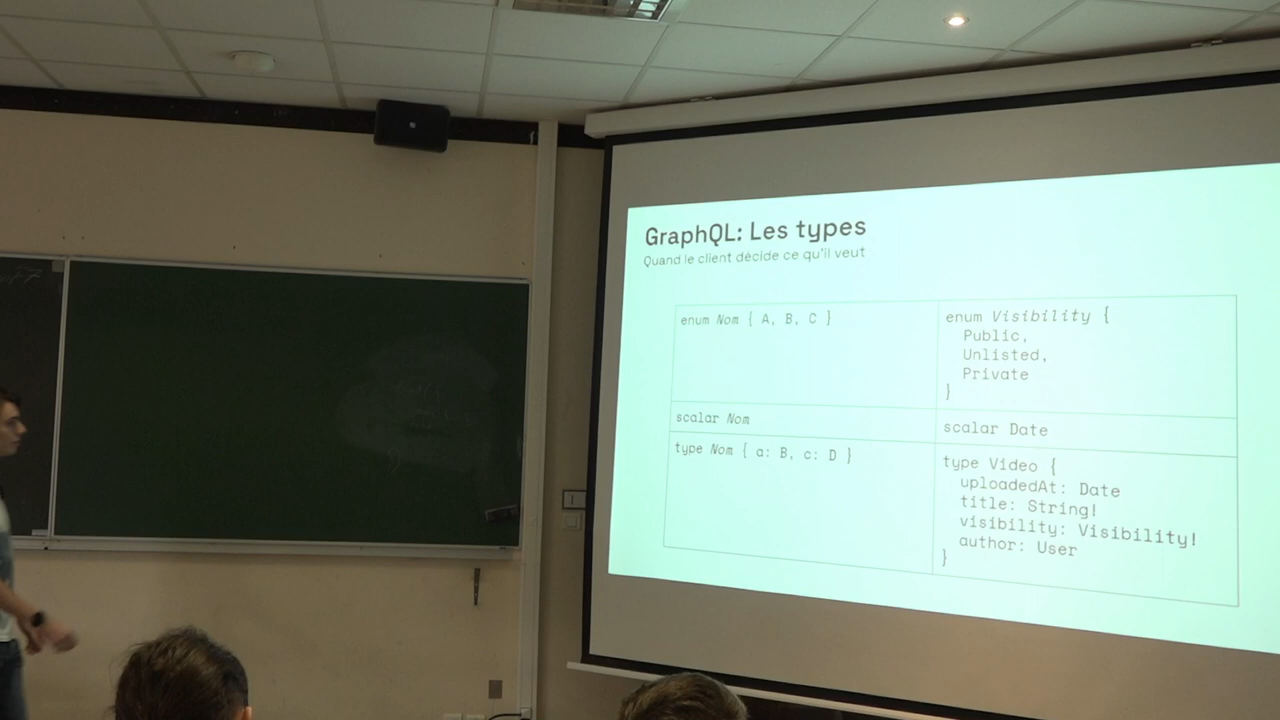 GraphQL: Les types
Quand le client décide ce qu'il veut
enum Nom { A, B, C }
enum Visibility {
Public,
Unlisted,
Private
}
scalar Nom
scalar Date
type Nom { a: B, c: D }
type Video {
uploadedAt: Date
title: String!
visibility: Visibility!
author: User
}